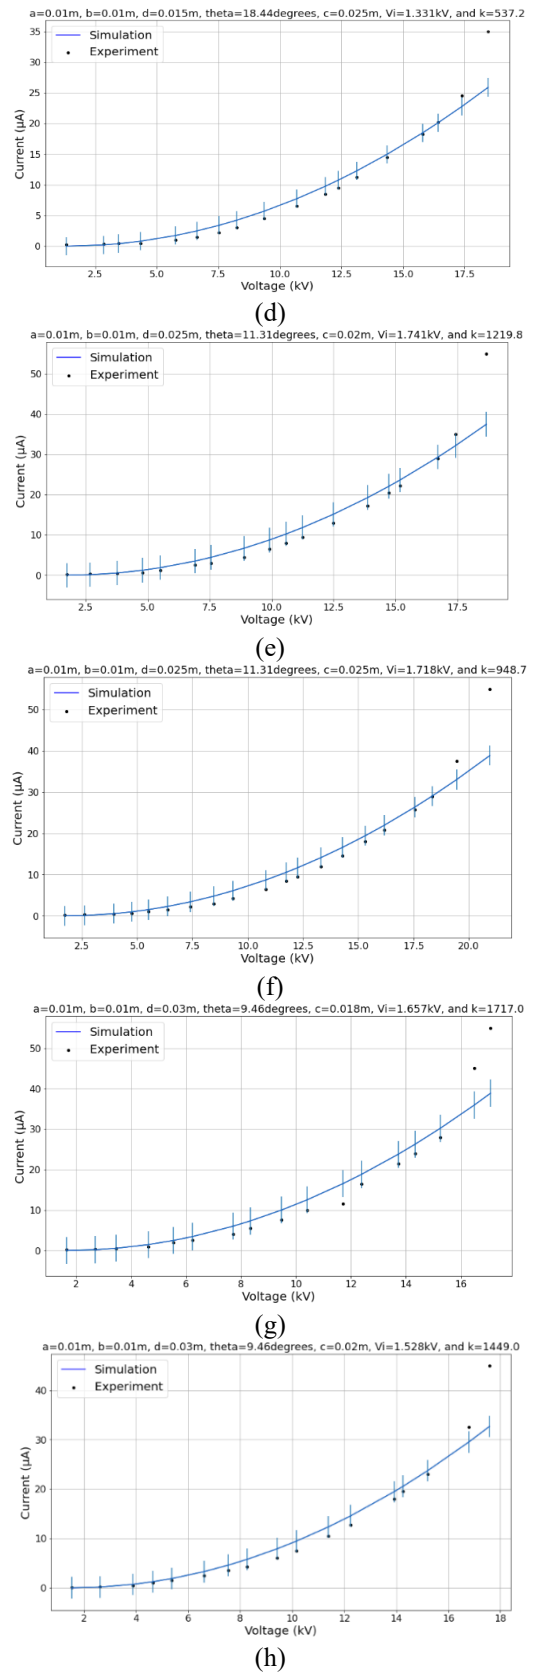 a=0.01m, b=0.01m, d=0.015m, theta=18.44degrees, c=0.025m, Vi=1.331kV, and k=537.2
Simulation
Experiment
35
30
25
20
15
10
5
0
Current (μA)
2.5 5.0 7.5 10.0 12.5 15.0 17.5
Voltage (kV)
(d)
a=0.01m, b=0.01m, d=0.025m, theta=11.31degrees, c=0.02m, Vi=1.741kV, and k=1219.8
Simulation
Experiment
50
40
30
20
10
0
Current (μA)
2.5 5.0 7.5 10.0 12.5 15.0 17.5
Voltage (kV)
(e)
a=0.01m, b=0.01m, d=0.025m, theta=11.31degrees, c=0.025m, Vi=1.718kV, and k=948.7
Simulation
Experiment
50
40
30
20
10
0
Current (μA)
2.5 5.0 7.5 10.0 12.5 15.0 17.5 20.0
Voltage (kV)
(f)
a=0.01m, b=0.01m, d=0.03m, theta=9.46degrees, c=0.018m, Vi=1.657kV, and k=1717.0
Simulation
Experiment
50
40
30
20
10
0
Current (μA)
2 4 6 8 10 12 14 16
Voltage (kV)
(g)
a=0.01m, b=0.01m, d=0.03m, theta=9.46degrees, c=0.02m, Vi=1.528kV, and k=1449.0
Simulation
Experiment
40
30
20
10
0
Current (μA)
2 4 6 8 10 12 14 16 18
Voltage (kV)
(h)